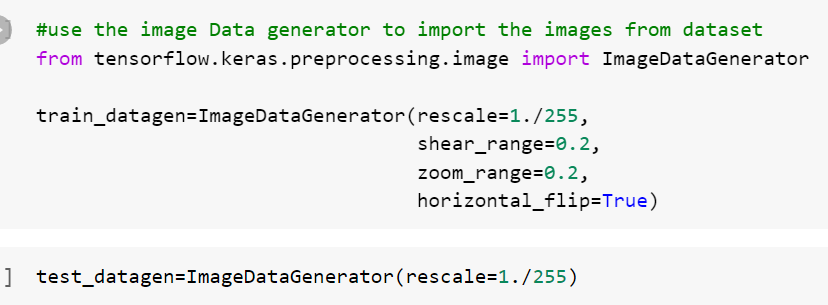 #use the image Data generator to import the images from dataset
from tensorflow.keras.preprocessing.image import ImageDataGenerator
train_datagen=ImageDataGenerator(rescale=1./255,
shear_range=0.2,
zoom_range=0.2,
horizontal_flip=True)
] test_datagen=ImageDataGenerator(rescale=1./255)